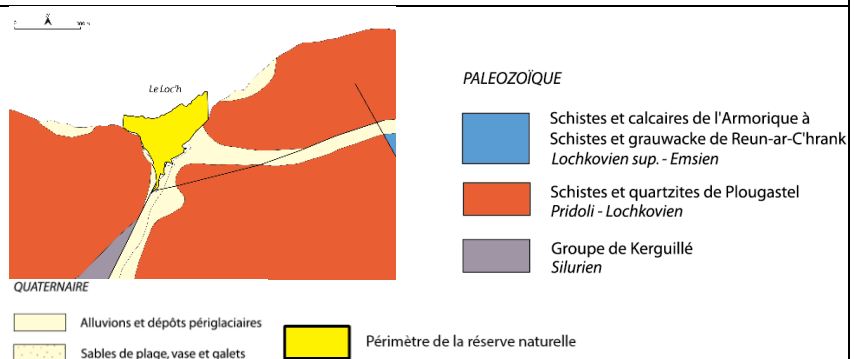 N
0
Le Loc'h
PALEOZOÏQUE
Schistes et calcaires de l'Armorique à
Schistes et grauwacke de Reun-ar-C'hrank
Lochkovien sup. - Emsien
Schistes et quartzites de Plougastel
Pridoli - Lochkovien
Groupe de Kerguillé
Silurien
QUATERNAIRE
Alluvions et dépôts périglaciaires
Sables de plage, vase et galets
Périmètre de la réserve naturelle